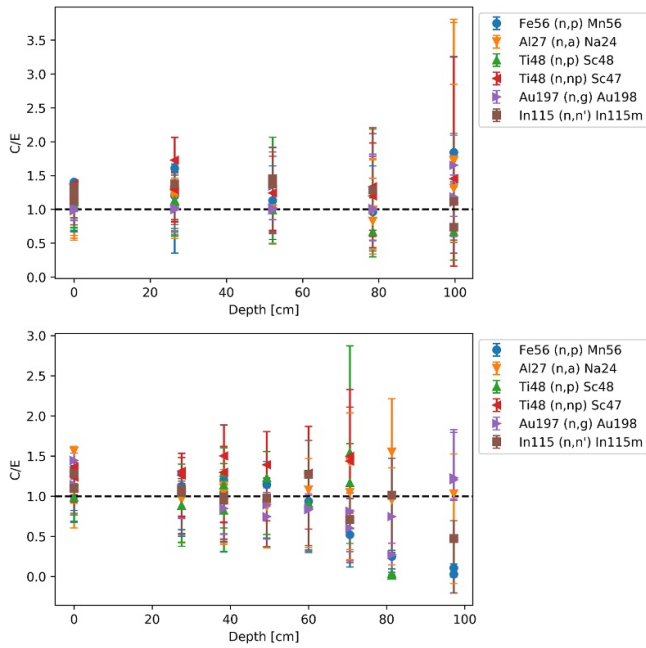 3.5
3.0
2.5
2.0
1.5
1.0
0.5
0.0
C/E
0 20 40 60 80 100
Depth [cm]
Fe56 (n,p) Mn56
Al27 (n,a) Na24
Ti48 (n,p) Sc48
Ti48 (n,np) Sc47
Au197 (n,g) Au198
In115 (n,n') In115m
3.0
2.5
2.0
1.5
1.0
0.5
0.0
C/E
0 20 40 60 80 100
Depth [cm]
Fe56 (n,p) Mn56
Al27 (n,a) Na24
Ti48 (n,p) Sc48
Ti48 (n,np) Sc47
Au197 (n,g) Au198
In115 (n,n') In115m